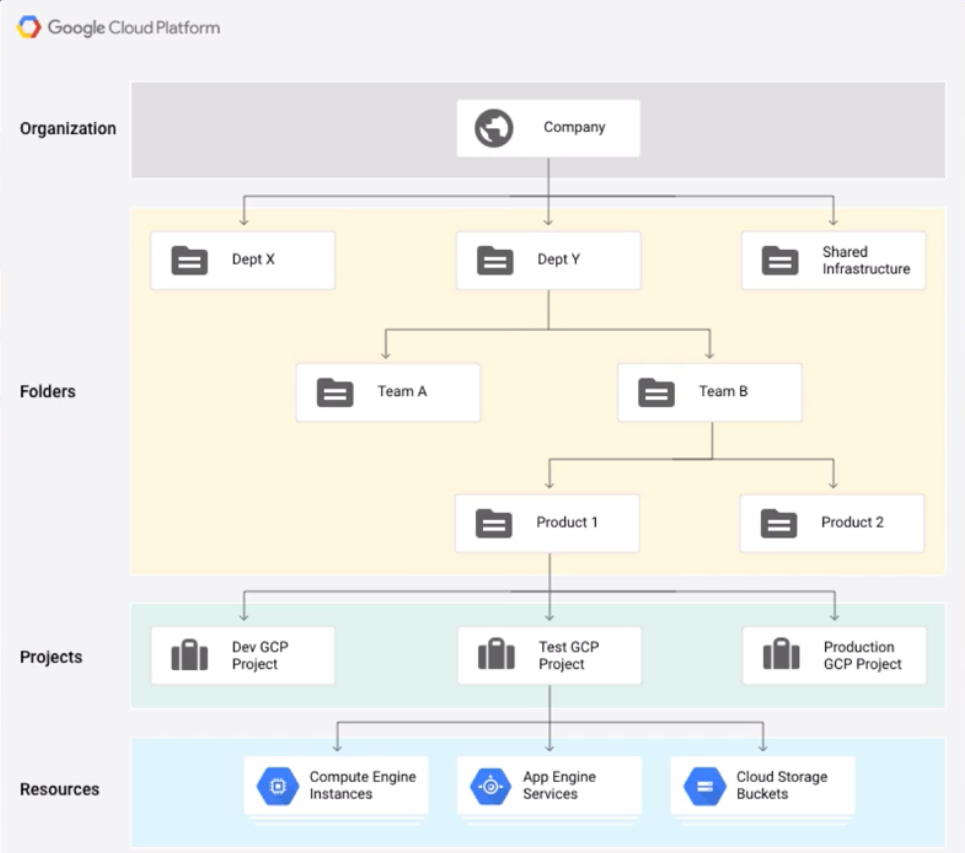 Google Cloud Platform
Organization
Company
Dept X
Dept Y
Shared
Infrastructure
Folders
Team A
Team B
Product 1
Product 2
Projects
Dev GCP
Project
Test GCP
Project
Production
GCP Project
Resources
Compute Engine
Instances
App Engine
Services
Cloud Storage
Buckets